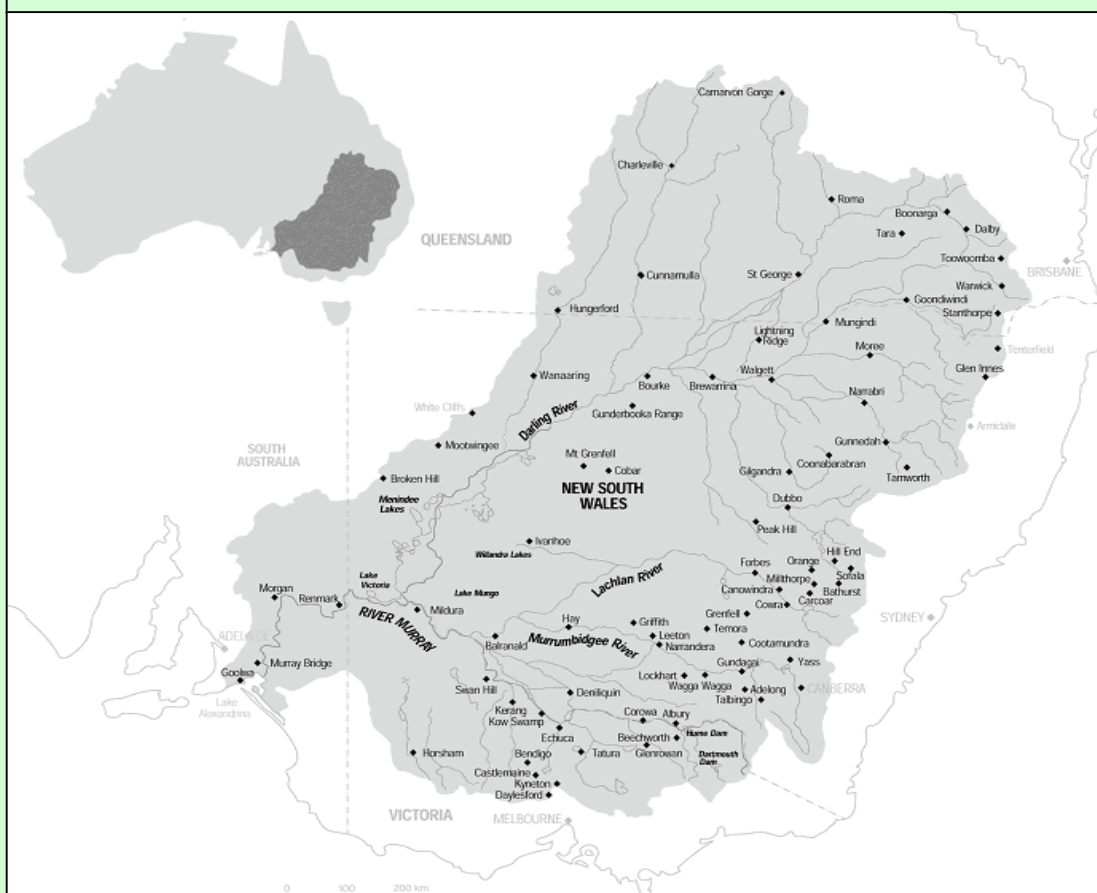 Carnarvon Gorge
Charleville
Roma
Boonarga
Tara
Dalby
QUEENSLAND
Toowoomba
BRISBANE
Cunnamulla
St George
Warwick
Goondiwindi
Hungerford
Stanthorpe
Mungindi
Lightning
Ridge
Moree
Tenterfield
Glen Innes
Wanaaring
Bourke
Brewarrina
Walgett
Narrabri
White Cliffs
Darling River
Gunderbooka Range
Armidale
Mootwingee
Gunnedah
SOUTH
AUSTRALIA
Mt Grenfell
Cobar
Coonabarabran
Gilgandra
Tamworth
Broken Hill
NEW SOUTH
WALES
Menindee
Lakes
Dubbo
Peak Hill
Ivanhoe
Willandra Lakes
Hill End
Forbes
Orange
Sofala
Lachlan River
Millthorpe
Lake
Victoria
Morgan
Renmark
Lake Mungo
Canowindra
Bathurst
Carcoar
Cowra
Mildura
RIVER MURRAY
Grenfell
SYDNEY
Hay
Griffith
Temora
ADELAIDE
Balranald
Murrumbidgee River
Leeton
Narrandera
Cootamundra
Murray Bridge
Gundagai
Yass
Goolwa
Lockhart
Wagga Wagga
Adelong
CANBERRA
Swan Hill
Deniliquin
Talbingo
Lake
Alexandrina
Kerang
Kow Swamp
Corowa
Albury
Echuca
Beechworth
Hume Dam
Horsham
Bendigo
Tatura
Glenrowan
Dartmouth
Dam
Castlemaine
Kyneton
Daylesford
VICTORIA
MELBOURNE
0 100 200 km